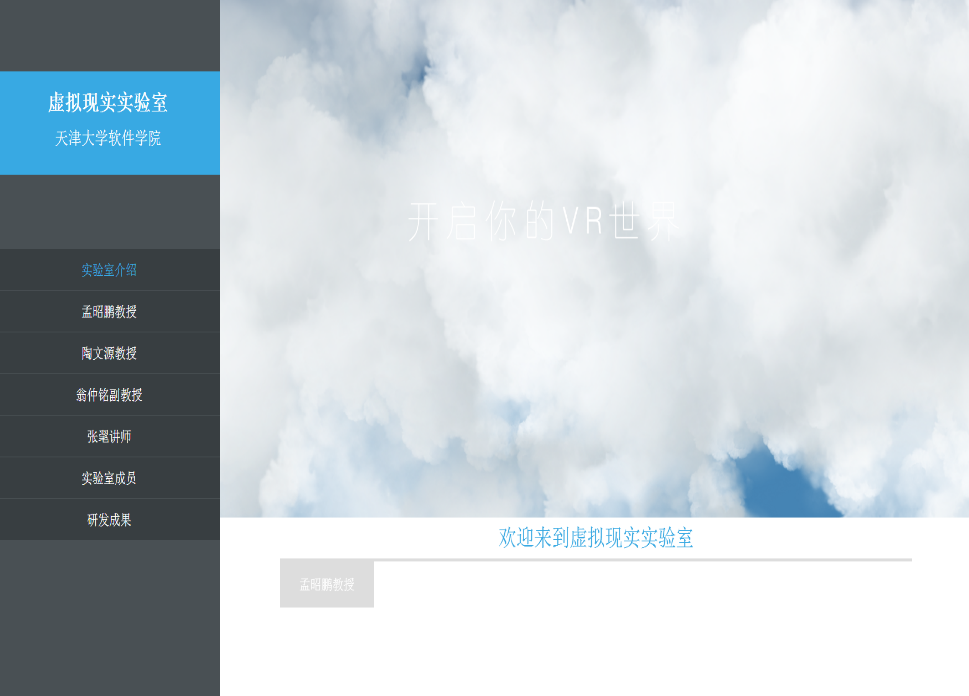 虚拟现实实验室
天津大学软件学院
实验室介绍
孟昭鹏教授
陶文源教授
翁仲铭副教授
张翯讲师
实验室成员
研发成果
开启你的VR世界
欢迎来到虚拟现实实验室
孟昭鹏教授